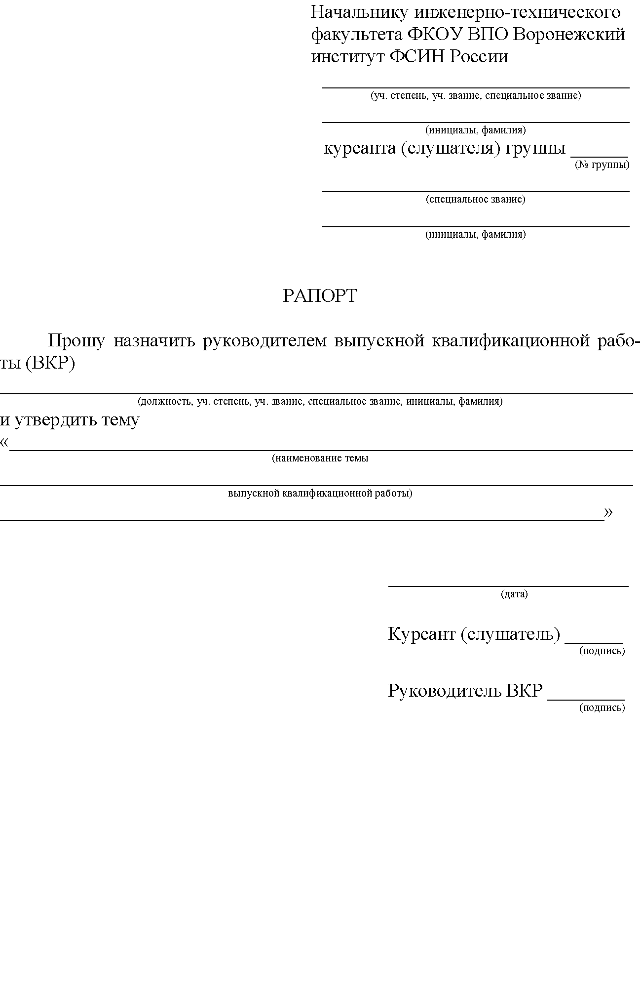 Начальнику инженерно-технического
факультета ФКОУ ВПО Воронежский
институт ФСИН России
(уч. степень, уч. звание, специальное звание)
(инициалы, фамилия)
курсанта (слушателя) группы ______
(№ группы)
(специальное звание)
(инициалы, фамилия)
РАПОРТ
Прошу назначить руководителем выпускной квалификационной рабо-
ты (ВКР)
(должность, уч. степень, уч. звание, специальное звание, инициалы, фамилия)
и утвердить тему
«
(наименование темы
выпускной квалификационной работы)
»
(дата)
Курсант (слушатель) ______
(подпись)
Руководитель ВКР ________
(подпись)